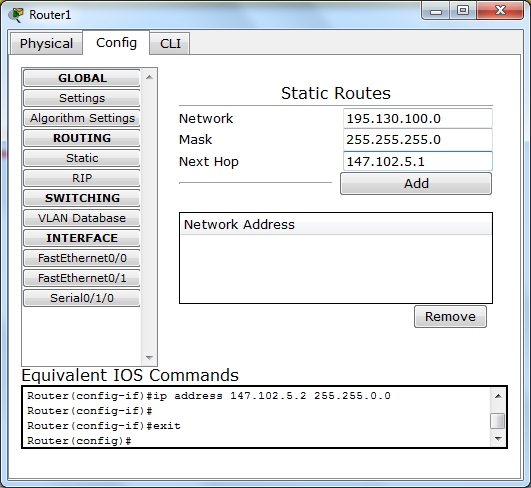 Router1
Physical Config CLI
GLOBAL
Settings
Algorithm Settings
ROUTING
Static
RIP
SWITCHING
VLAN Database
INTERFACE
FastEthernet0/0
FastEthernet0/1
Serial0/1/0
Static Routes
Network 195.130.100.0
Mask 255.255.255.0
Next Hop 147.102.5.1
Add
Network Address
Remove
Equivalent IOS Commands
Router(config-if)#ip address 147.102.5.2 255.255.0.0
Router(config-if)#
Router(config-if)#exit
Router(config)#